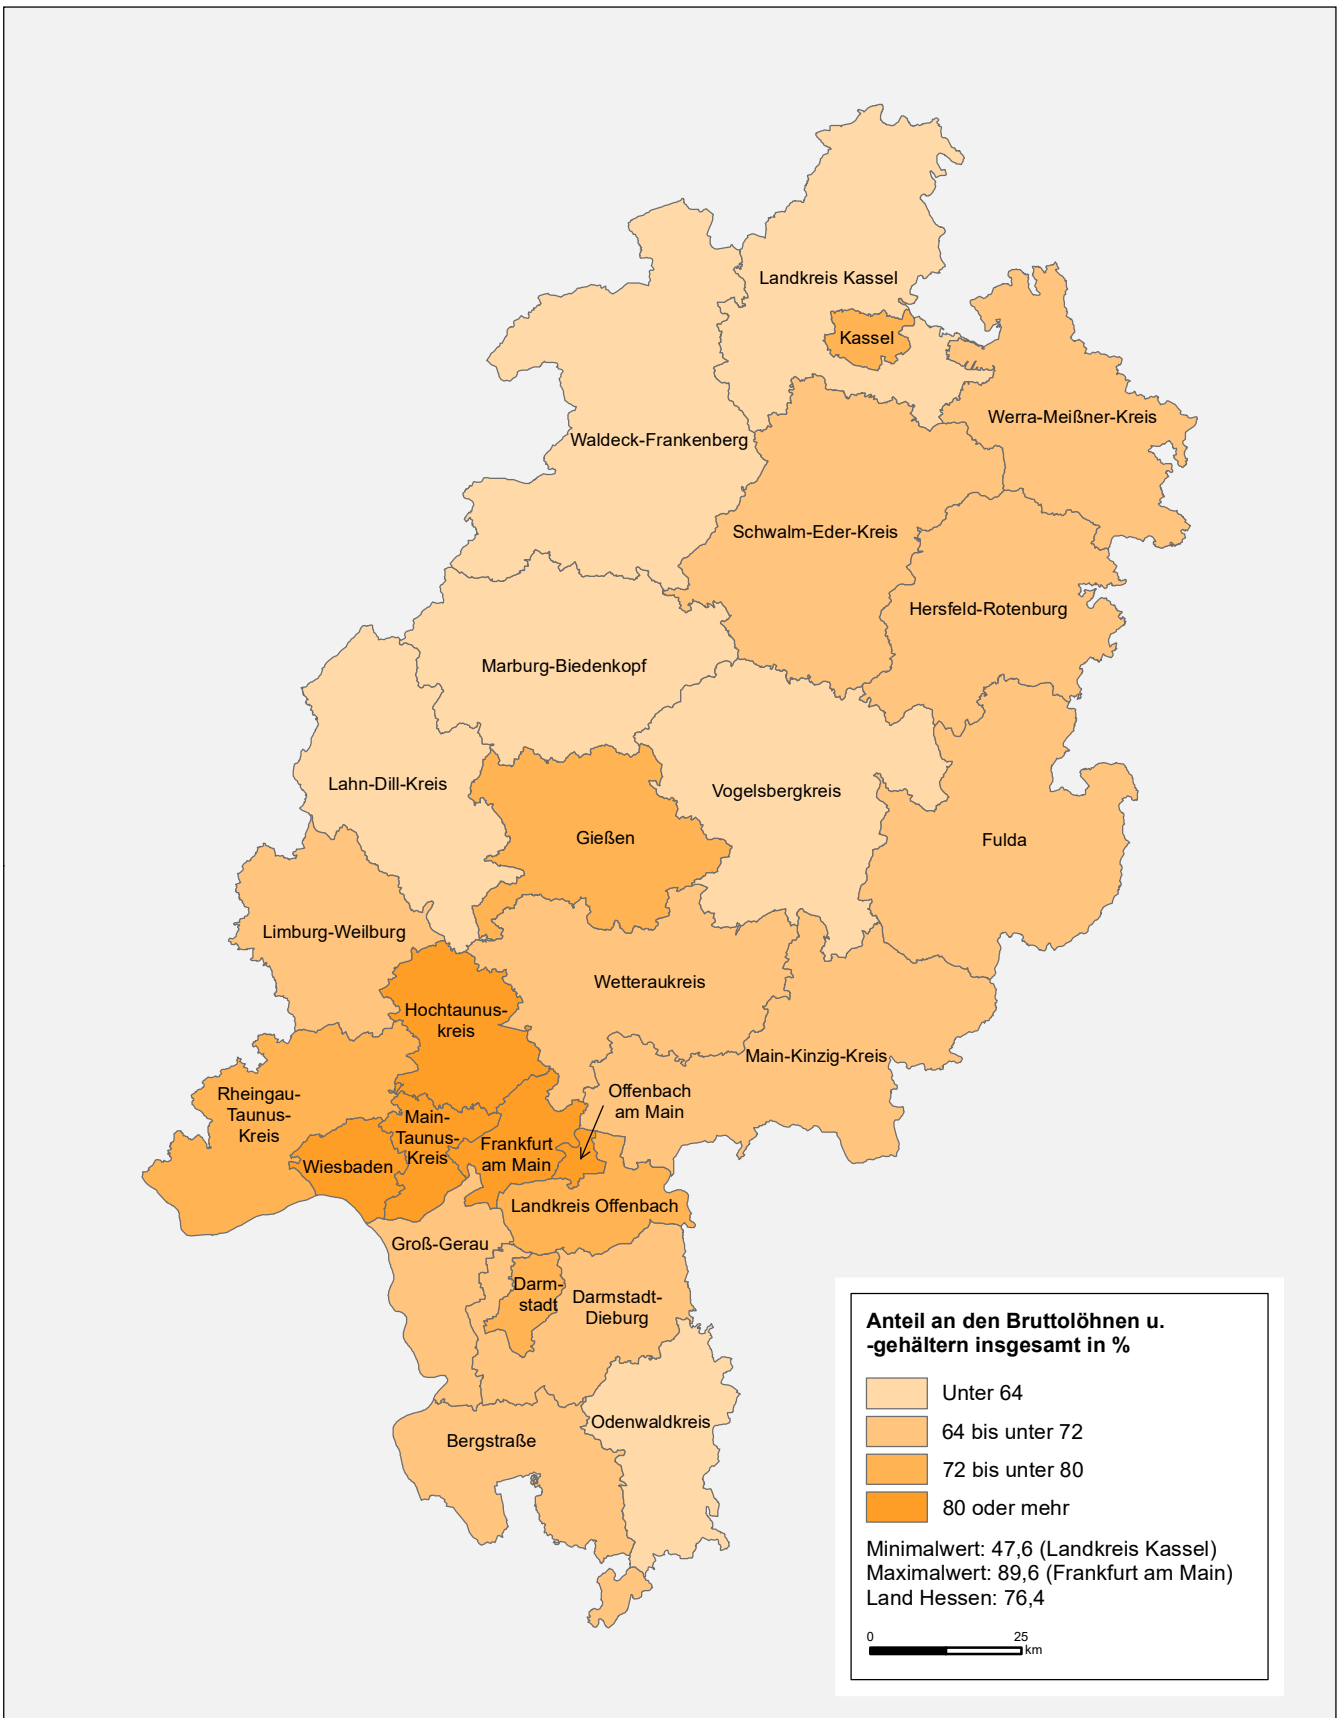 Landkreis Kassel
Kassel
Werra-Meißner-Kreis
Waldeck-Frankenberg
Schwalm-Eder-Kreis
Hersfeld-Rotenburg
Marburg-Biedenkopf
Lahn-Dill-Kreis
Vogelsbergkreis
Gießen
Fulda
Limburg-Weilburg
Wetteraukreis
Hochtaunus-
kreis
Main-Kinzig-Kreis
Rheingau-
Taunus-
Kreis
Offenbach
am Main
Main-
Taunus-
Kreis
Frankfurt
am Main
Wiesbaden
Landkreis Offenbach
Groß-Gerau
Darm-
stadt
Darmstadt-
Dieburg
Odenwaldkreis
Bergstraße
Anteil an den Bruttolöhnen u.
-gehältern insgesamt in %
Unter 64
64 bis unter 72
72 bis unter 80
80 oder mehr
Minimalwert: 47,6 (Landkreis Kassel)
Maximalwert: 89,6 (Frankfurt am Main)
Land Hessen: 76,4
0 25
km